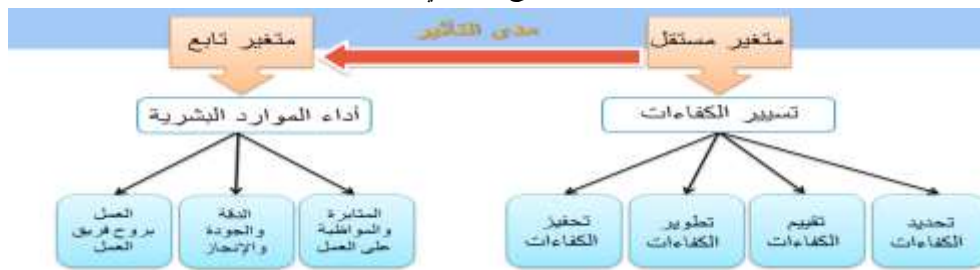 متغير مستقل
مدى التأثير
متغير تابع
تسيير الكفاءات
أداء الموارد البشرية
تحديد
الكفاءات
تقييم
الكفاءات
تطوير
الكفاءات
تحفيز
الكفاءات
المثابرة
والمواظبة
على العمل
الدقة
والجودة
والإنجاز
العمل
بروح فريق
العمل